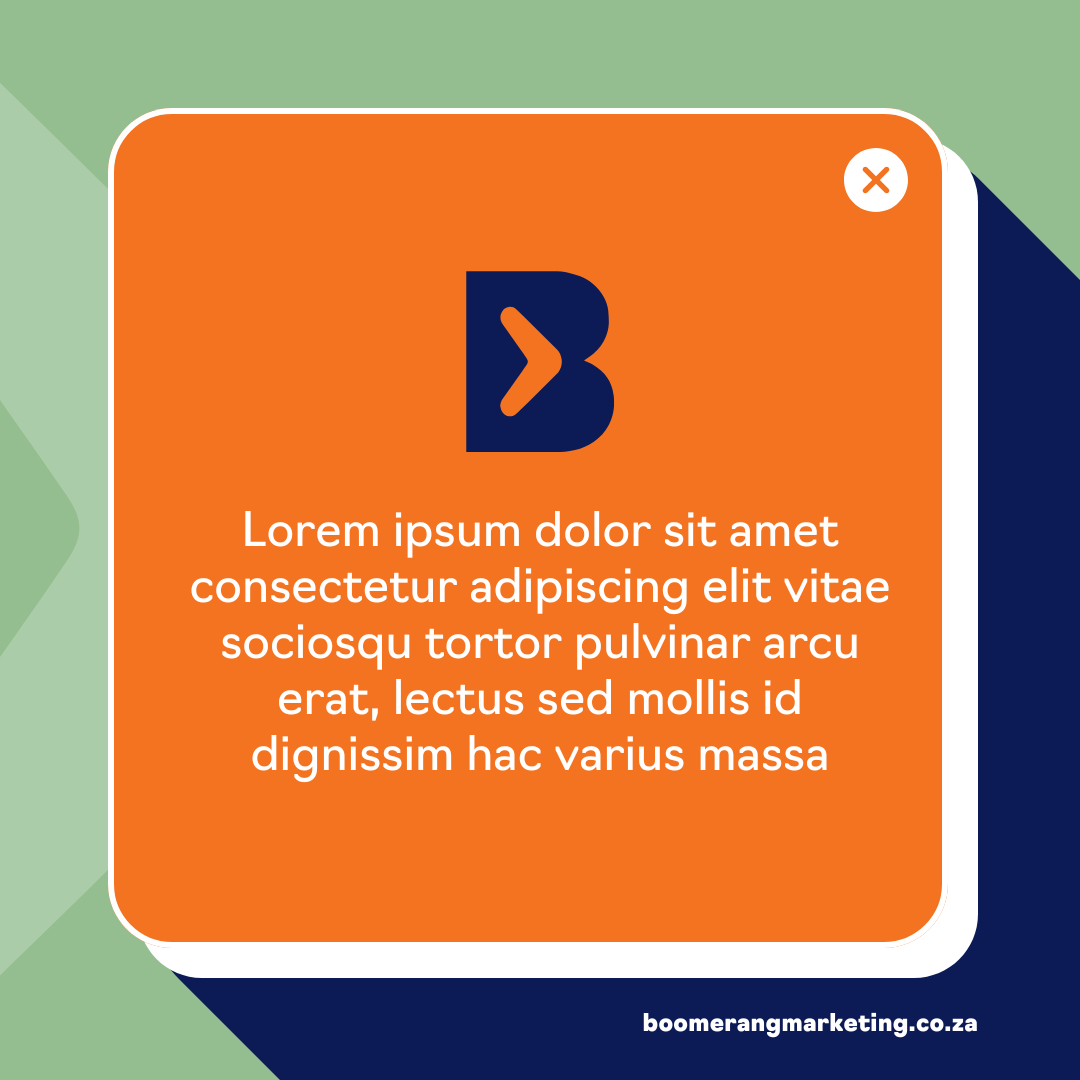 B
Lorem ipsum dolor sit amet
consectetur adipiscing elit vitae
sociosqu tortor pulvinar arcu
erat, lectus sed mollis id
dignissim hac varius massa
boomerangmarketing.co.za